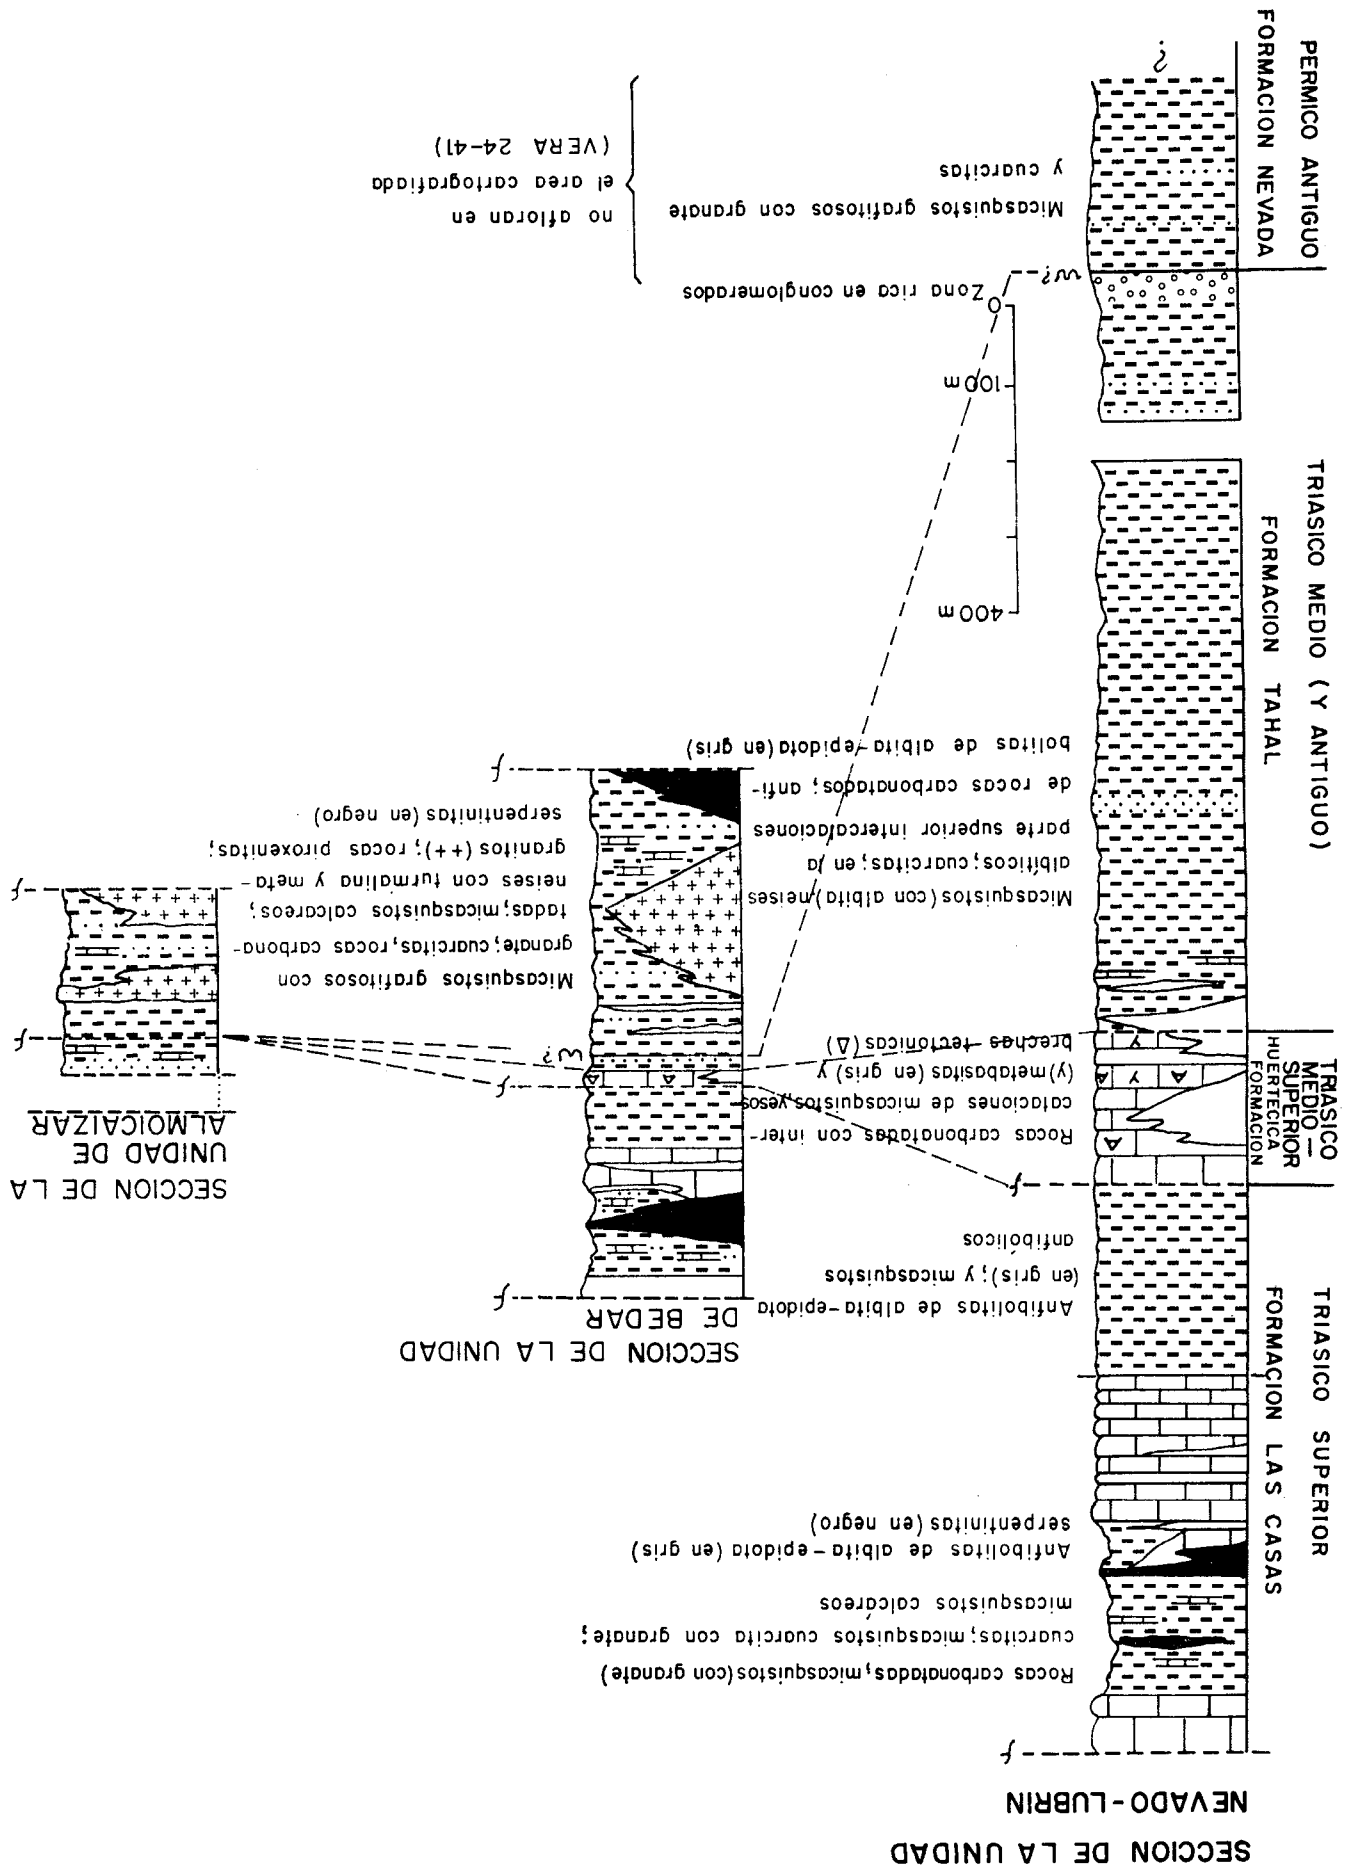 SECCION DE LA UNIDAD
NEVADO-LUBRIN
TRIASICO SUPERIOR
FORMACION LAS CASAS
f
Rocas carbonatadas, micasquistos (con granate)
cuarcitas; micasquistos cuarcita con granate;
micasquistos calcáreos
Anfibolitas de albita-epidota (en gris)
serpentinitas (en negro)
Anfibolitas de albita-epidota
(en gris); y micasquistos
anfibólicos
f
TRIASICO
MEDIO-
SUPERIOR
FORMACION
HUERTECICA
Rocas carbonatadas con inter-
calaciones de micasquistos, yesos
(y) metabasitas (en gris) y
brechas tectónicas (Δ)
TRIASICO MEDIO (Y ANTIGUO)
FORMACION TAHAL
Micasquistos (con albita) neises
albíticos; cuarcitas; en la
parte superior intercalaciones
de rocas carbonatados; anfi-
bolitas de albita-epidota (en gris)
400m
100m
0
Zona rica en conglomerados
m?
PERMICO ANTIGUO
FORMACION NEVADA
Micasquistos grafitosos con granate
y cuarcitas
no afloran en
el area cartografiada
(VERA 24-41)
?
SECCION DE LA UNIDAD
DE BEDAR
f
f
m?
Micasquistos grafitosos con
granate; cuarcitas, rocas carbona-
tadas; micasquistos calcareos;
neises con turmalina y meta-
granitos (++); rocas piroxenitas;
serpentinitas (en negro)
f
SECCION DE LA
UNIDAD DE
ALMOICAIZAR
f
f